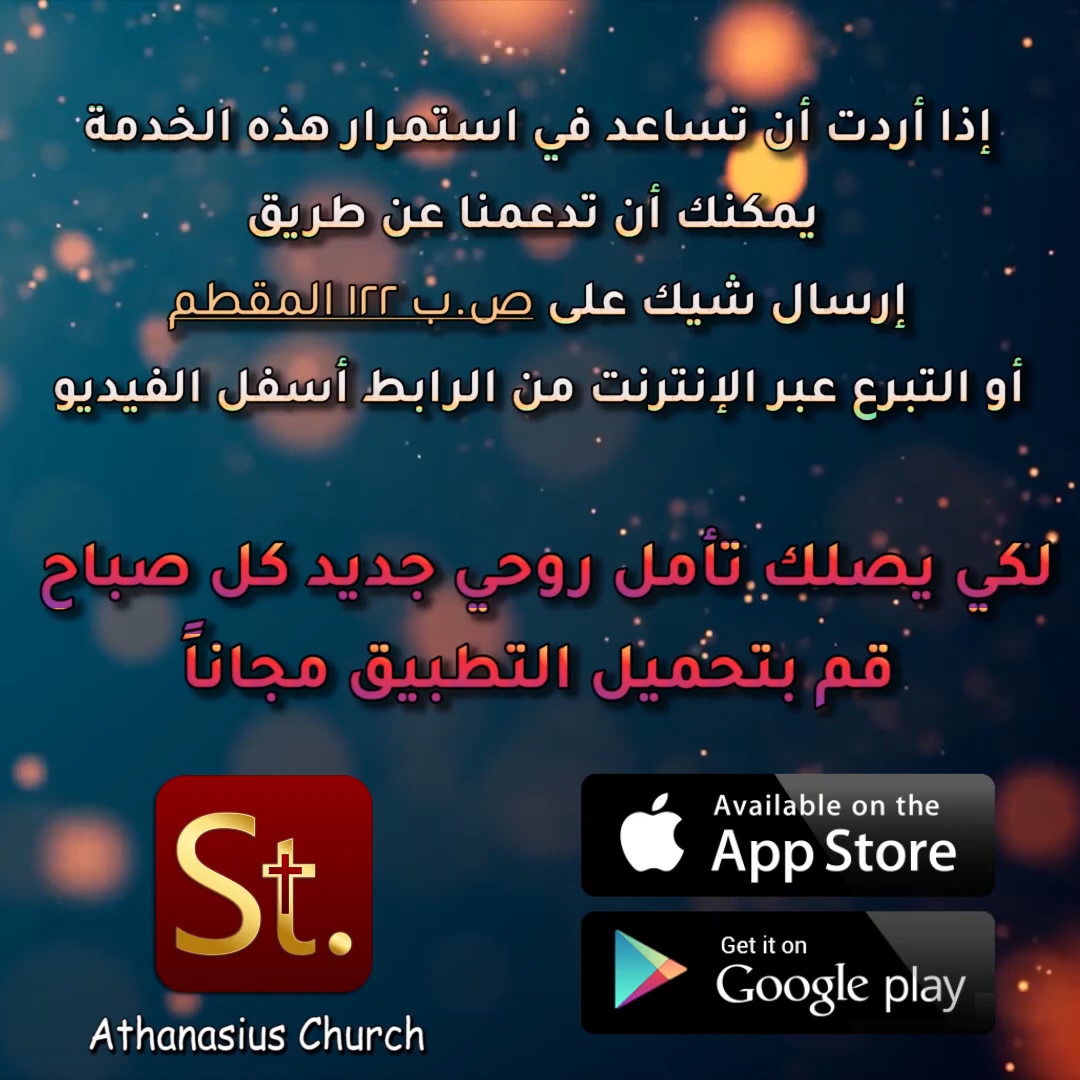 إذا أردت أن تساعد في استمرار هذه الخدمة
يمكنك أن تدعمنا عن طريق
إرسال شيك على ص.ب ١٢٢ المقطم
أو التبرع عبر الإنترنت من الرابط أسفل الفيديو
لكي يصلك تأمل روحي جديد كل صباح
قم بتحميل التطبيق مجاناً
St.
Athanasius Church
Available on the
App Store
Get it on
Google play